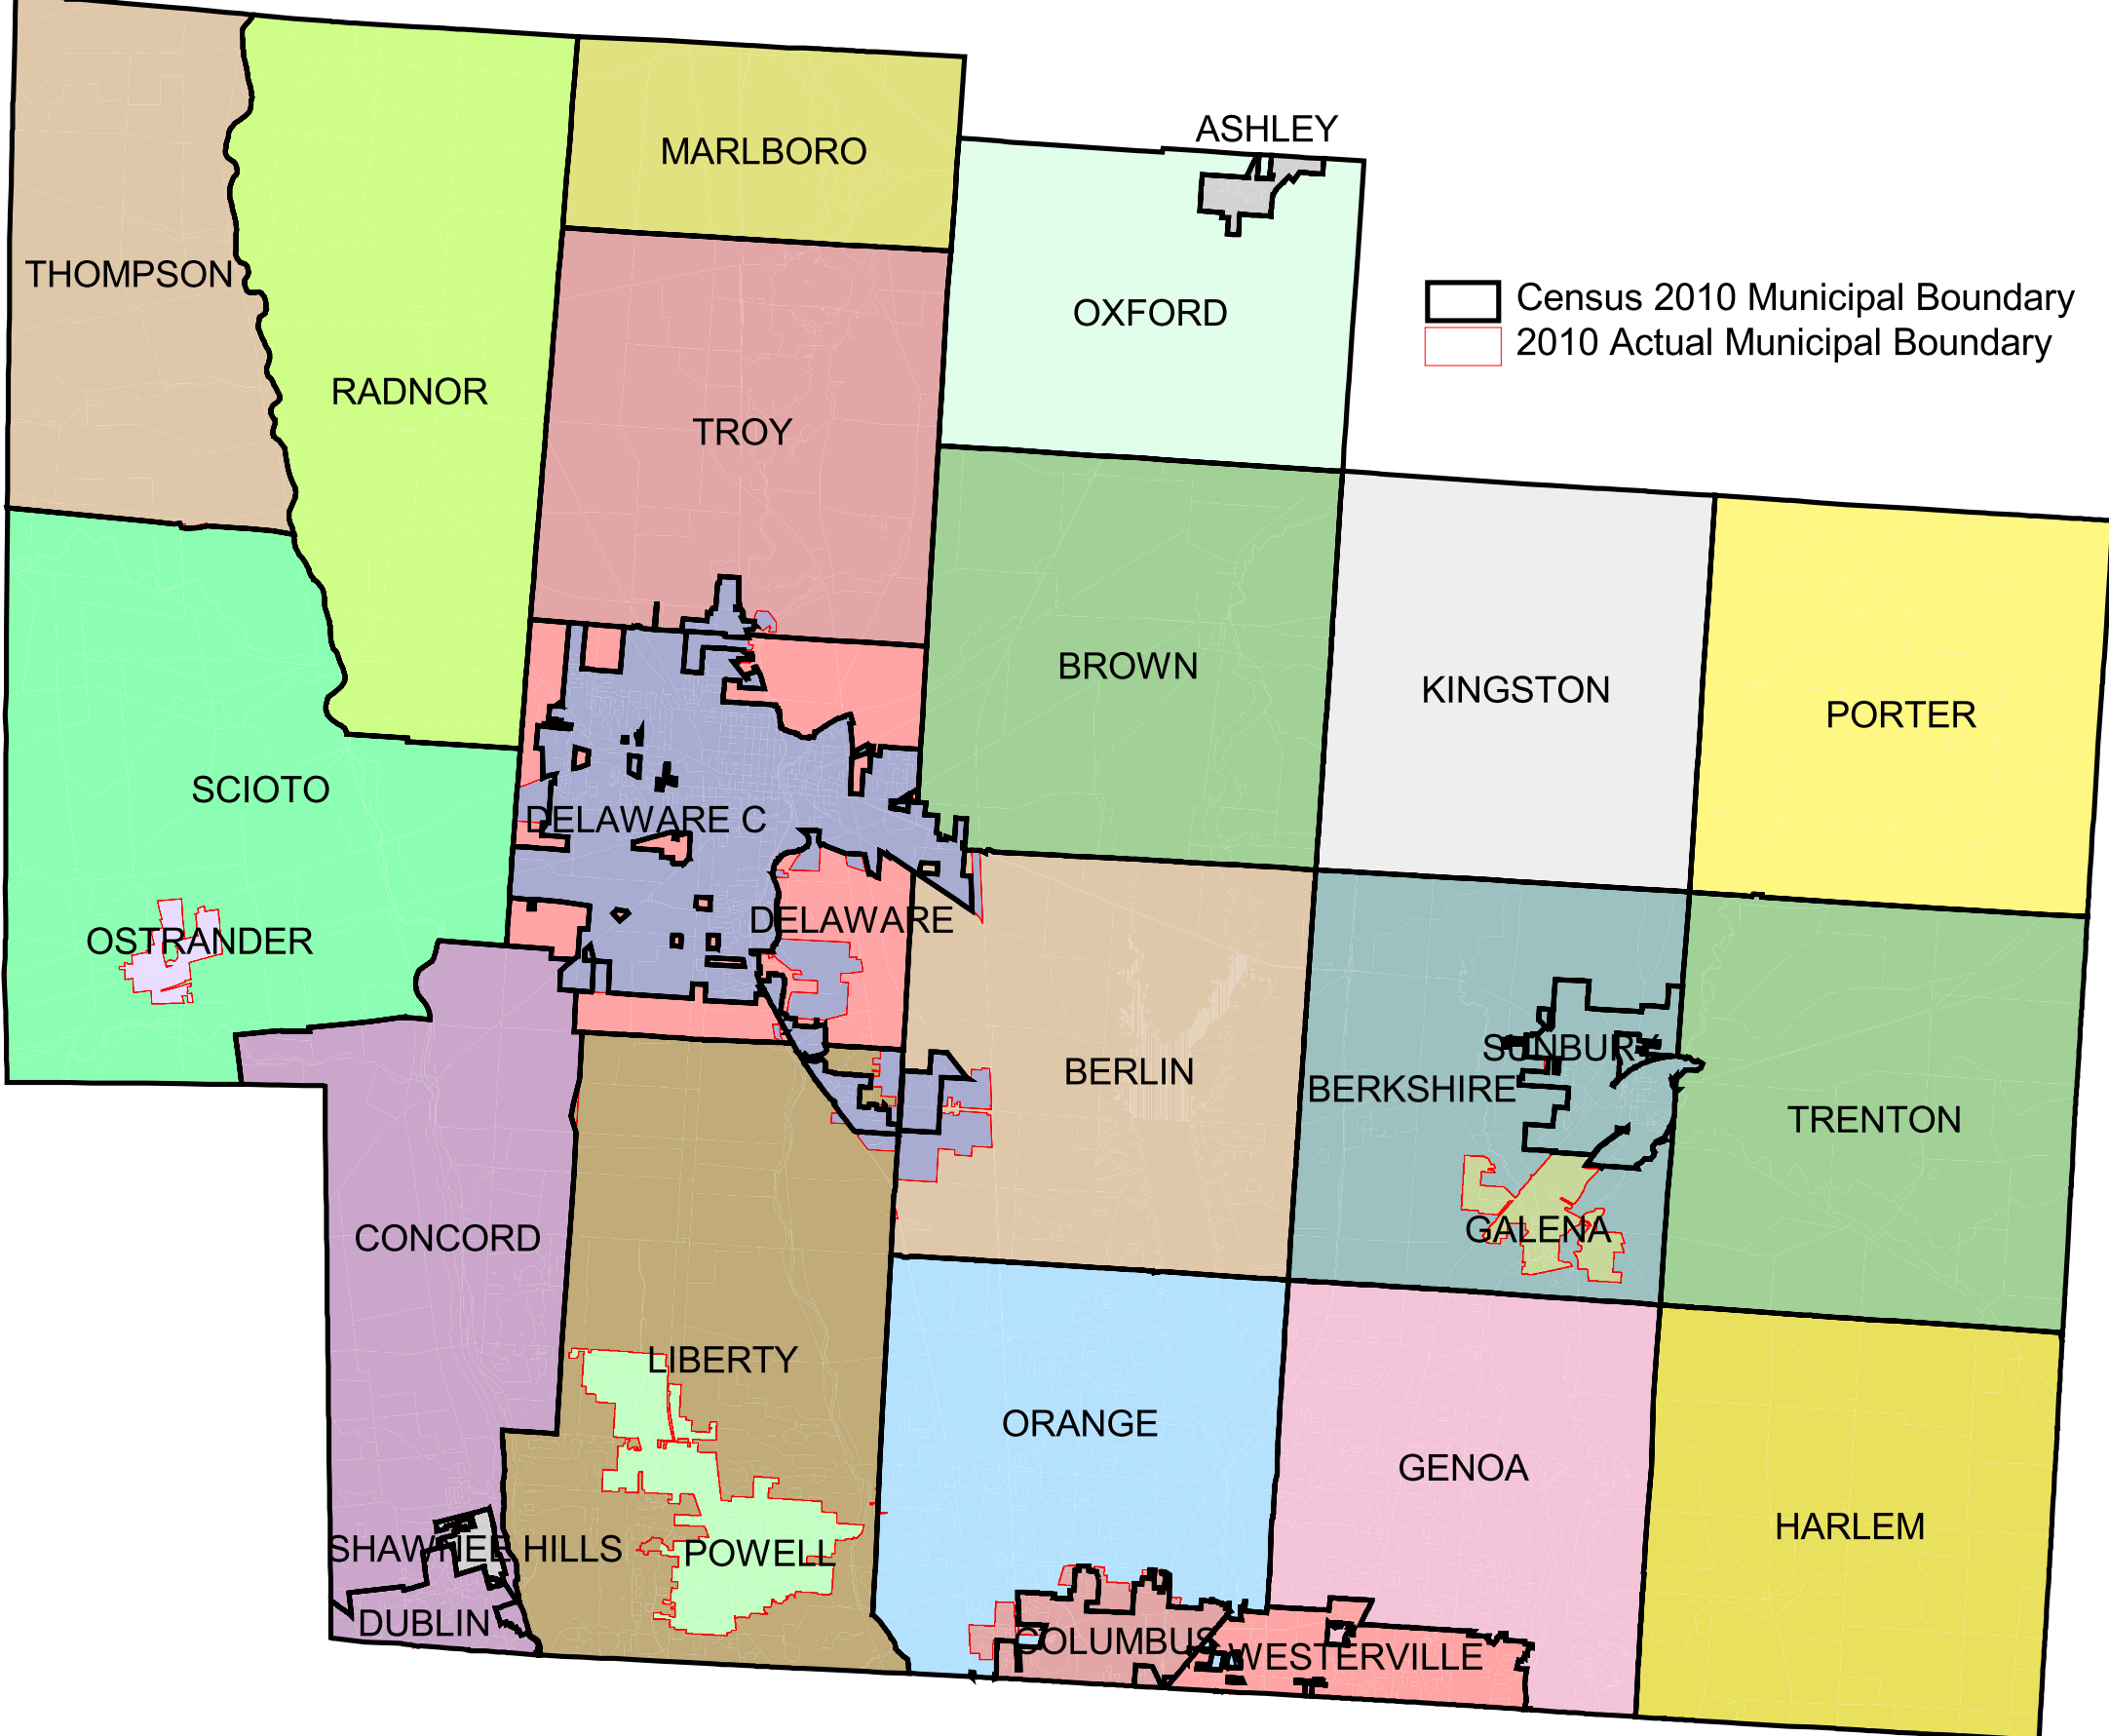 ASHLEY
MARLBORO
THOMPSON
OXFORD
Census 2010 Municipal Boundary
2010 Actual Municipal Boundary
RADNOR
TROY
BROWN
KINGSTON
PORTER
SCIOTO
DELAWARE C
DELAWARE
OSTRANDER
SUNBURY
BERLIN
BERKSHIRE
TRENTON
CONCORD
GALENA
LIBERTY
ORANGE
GENOA
HARLEM
SHAWNEE HILLS
POWELL
DUBLIN
COLUMBUS
WESTERVILLE